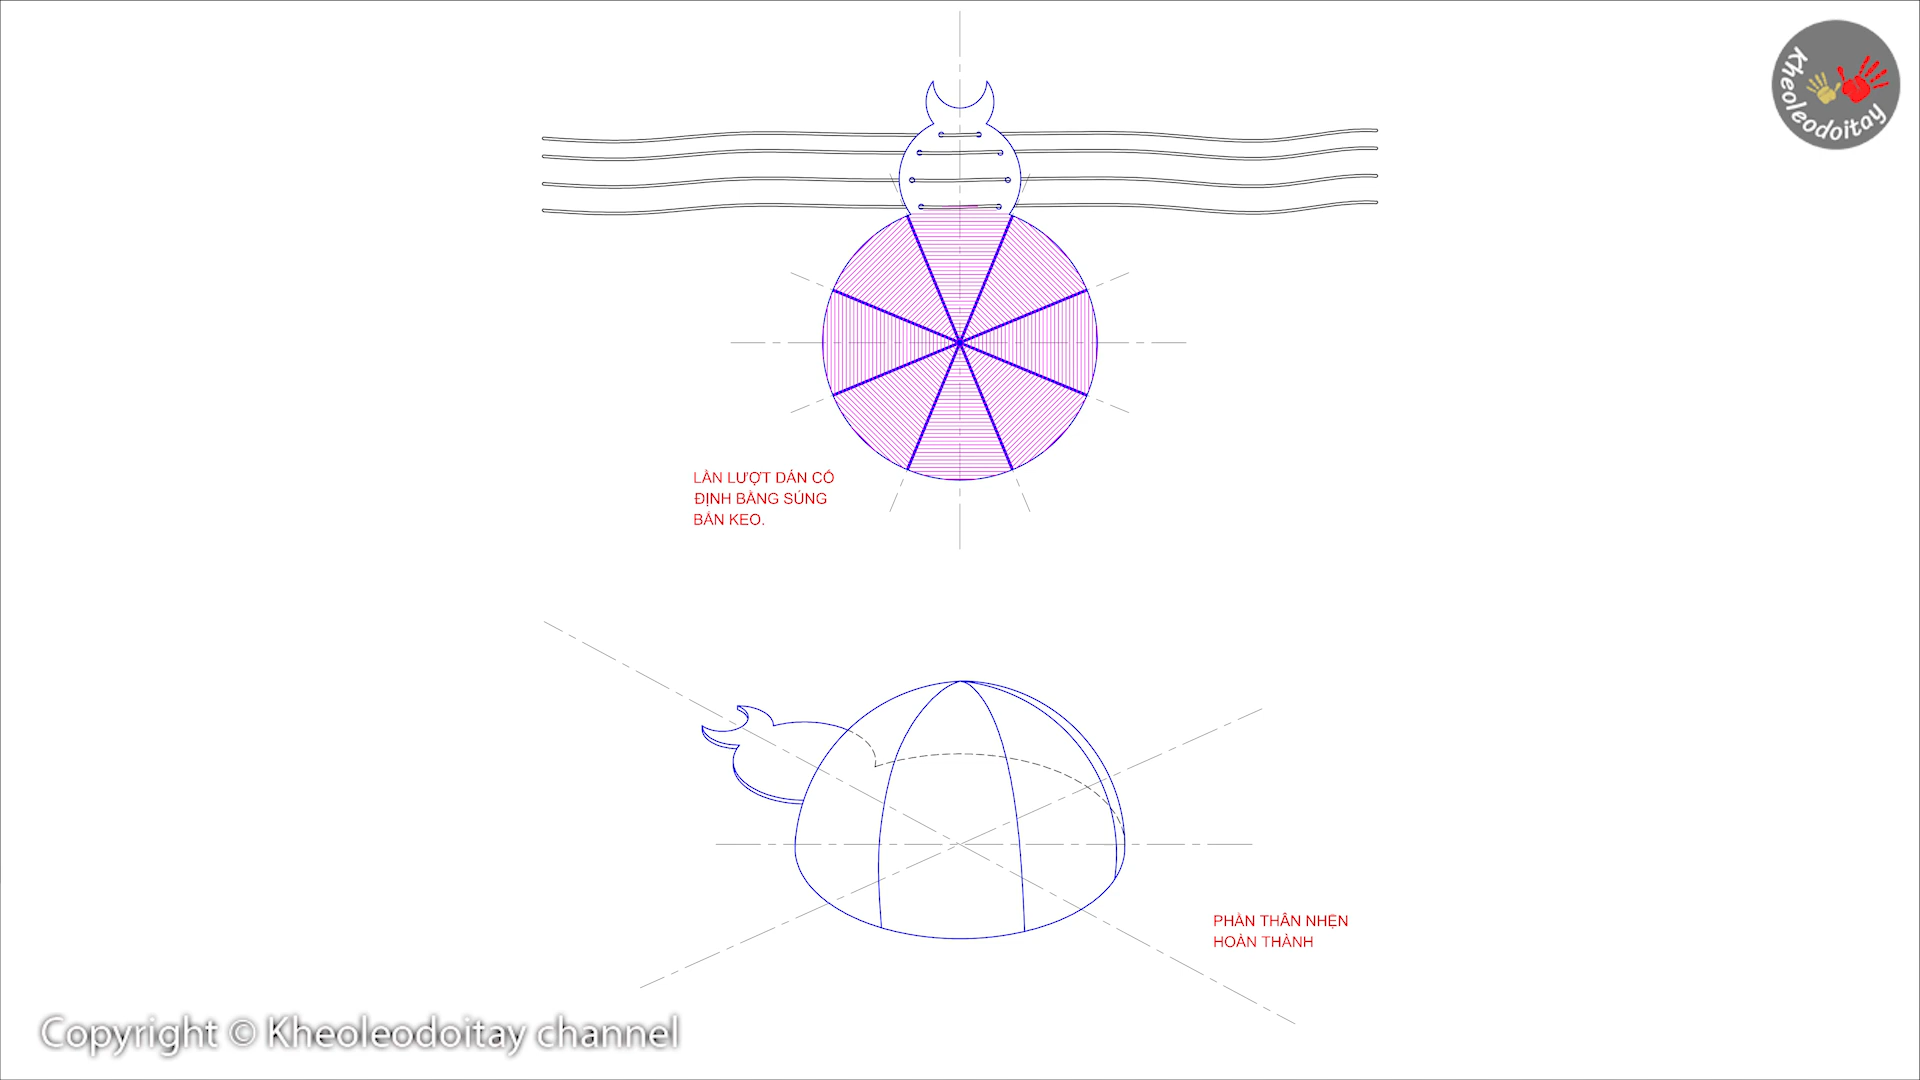 Kheoleodoitay
LẦN LƯỢT DÁN CỐ
ĐỊNH BẰNG SÚNG
BẮN KEO.
PHẦN THÂN NHỆN
HOÀN THÀNH
Copyright © Kheoleodoitay channel